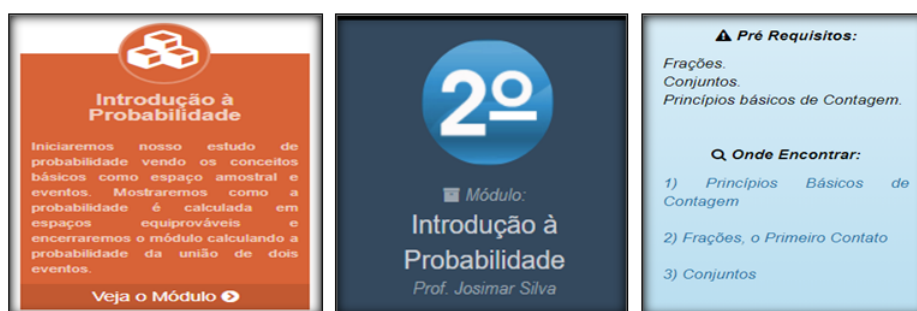 Introdução à
Probabilidade
Iniciaremos nosso estudo de
probabilidade vendo os conceitos
básicos como espaço amostral e
eventos. Mostraremos como a
probabilidade é calculada em
espaços equiprováveis e
encerraremos o módulo calculando a
probabilidade da união de dois
eventos.
Veja o Módulo
2º
Módulo:
Introdução à
Probabilidade
Prof. Josimar Silva
Pré Requisitos:
Frações.
Conjuntos.
Princípios básicos de Contagem.
Onde Encontrar:
1) Princípios Básicos de
Contagem
2) Frações, o Primeiro Contato
3) Conjuntos